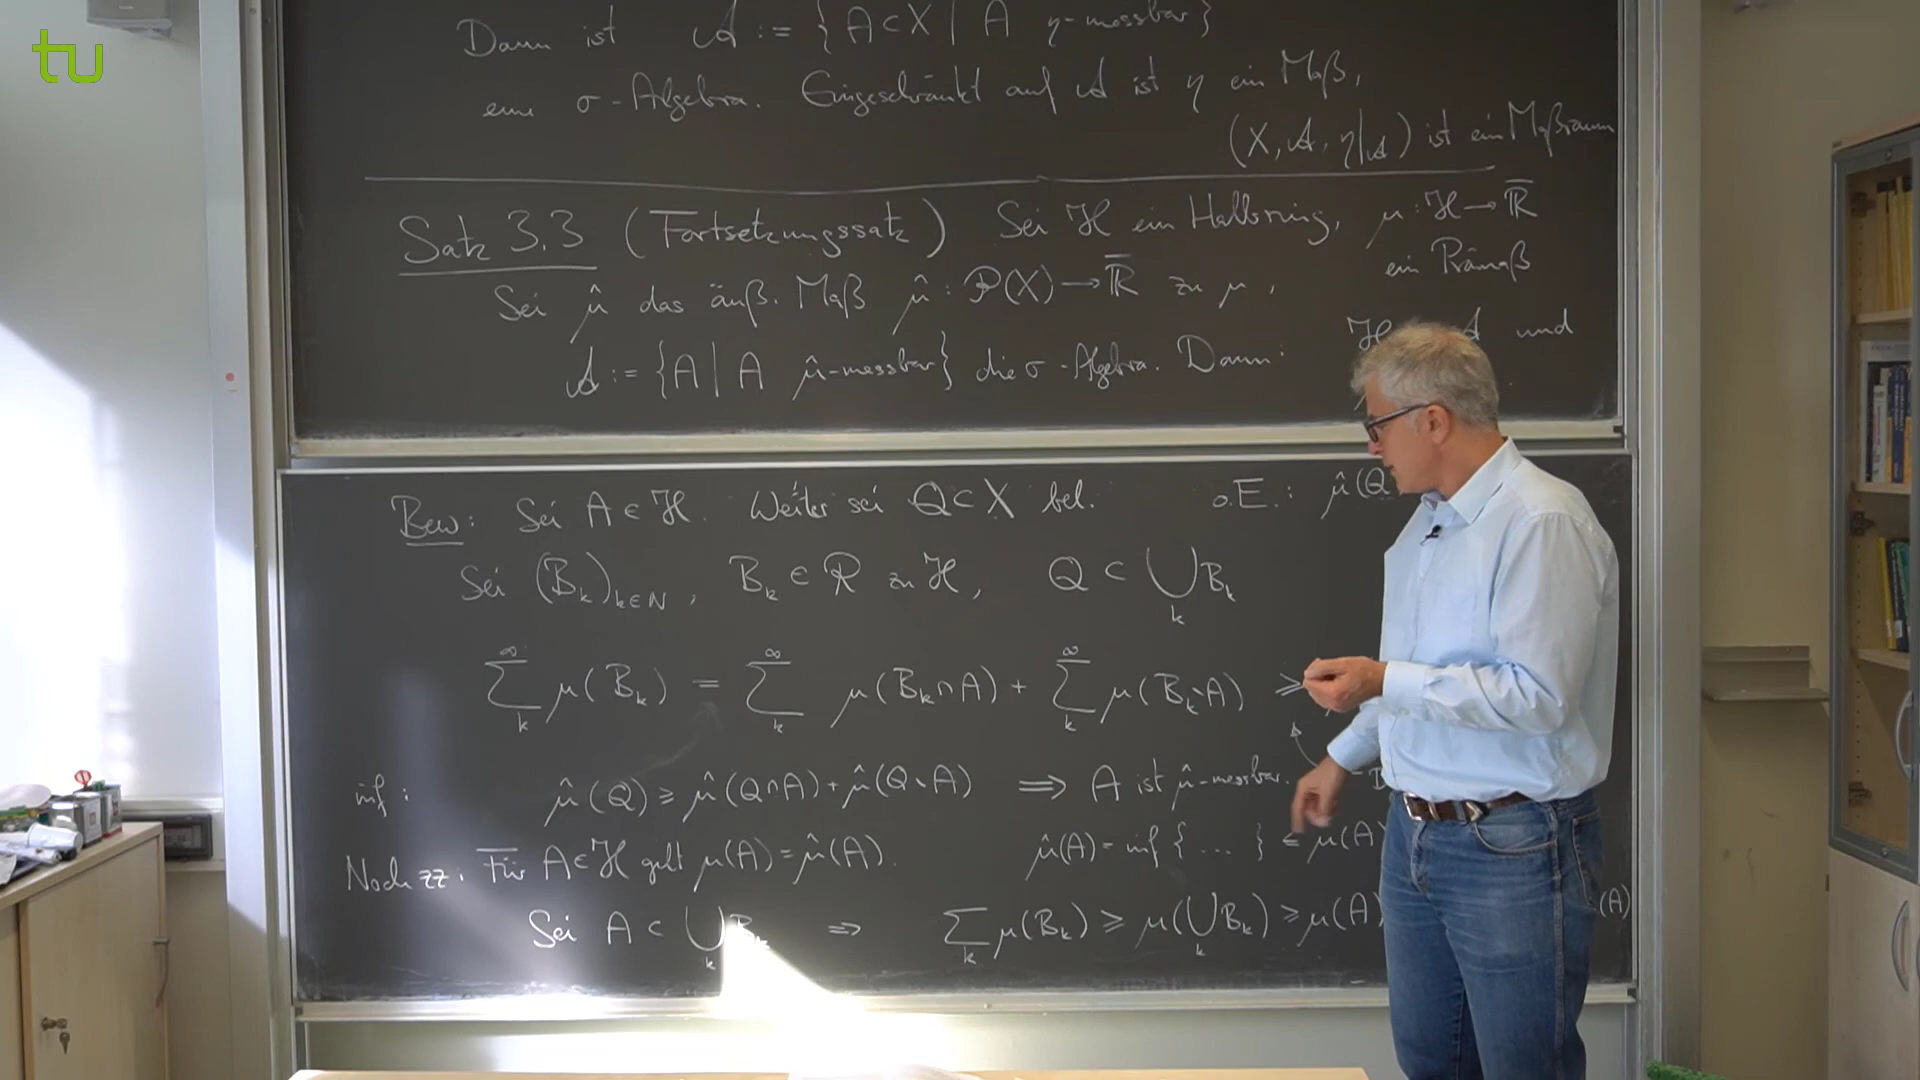 tu
Dann ist 𝒜 := {A ⊂ X | A η-messbar}
eine σ-Algebra. Eingeschränkt auf 𝒜 ist η ein Maß,
(X, 𝒜, η|𝒜) ist ein Maßraum
Satz 3.3 (Fortsetzungssatz) Sei ℋ ein Halbring, μ : ℋ → ℝ̅
ein Prämaß
Sei μ̂ das äuß. Maß μ̂ : 𝒫(X) → ℝ̅ zu μ,
𝒜 := {A | A μ̂-messbar} die σ-Algebra. Dann: ℋ 𝒜 und
Bew: Sei A ∈ ℋ. Weiter sei Q ⊂ X bel. o.E.: μ̂(Q
Sei (B_k)_{k∈ℕ}, B_k ∈ ℛ zu ℋ, Q ⊂ ⋃_k B_k
∑_k^∞ μ(B_k) = ∑_k^∞ μ(B_k ∩ A) + ∑_k^∞ μ(B_k \ A) ≥
inf: μ̂(Q) ≥ μ̂(Q ∩ A) + μ̂(Q \ A) ⟹ A ist μ̂-messbar.
Noch zz: Für A ∈ ℋ gilt μ(A) = μ̂(A). μ̂(A) = inf { ... } ≤ μ(A)
Sei A ⊂ ⋃_k B_k ⟹ ∑_k μ(B_k) ≥ μ(⋃_k B_k) ≥ μ(A) (A)